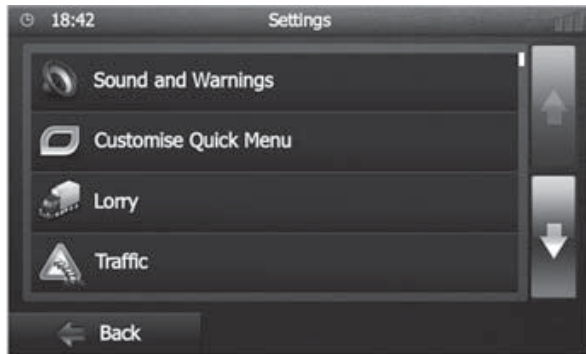 18:42 Settings
Sound and Warnings
Customise Quick Menu
Lorry
Traffic
Back